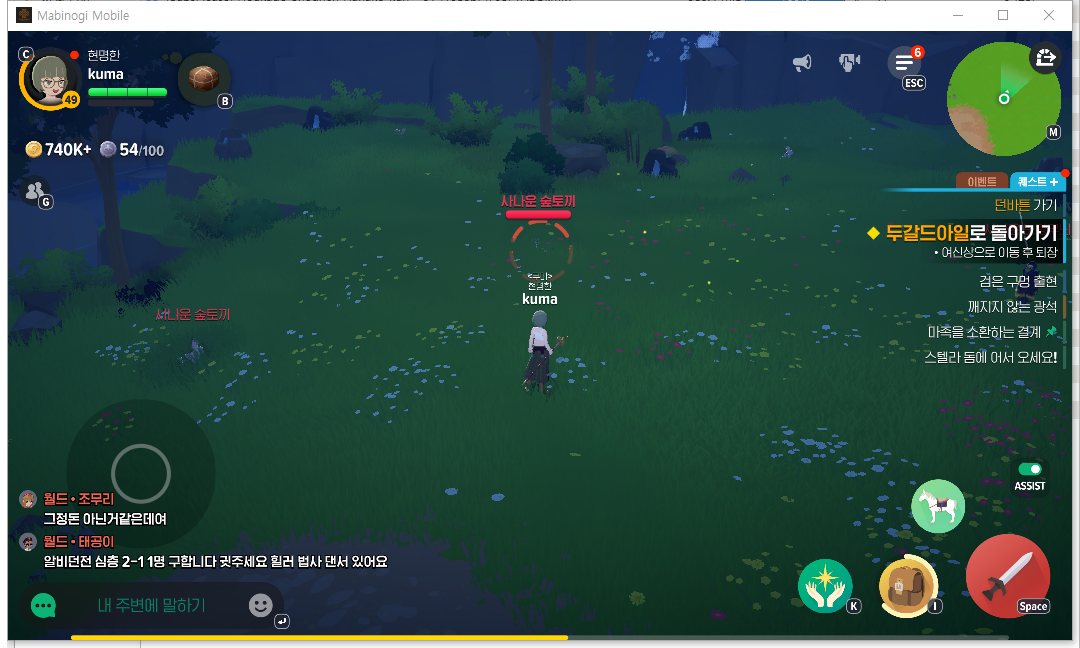 Mabinogi Mobile
C
현명한
kuma
49
B
6
ESC
M
740K+
54/100
G
이벤트
퀘스트 +
던바튼 가기
두갈드아일로 돌아가기
• 여신상으로 이동 후 퇴장
검은 구멍 출현
깨지지 않는 광석
마족을 소환하는 결계
스텔라 돔에 어서 오세요!
사나운 숲토끼
현명한
kuma
사나운 숲토끼
ASSIST
월드 • 조무리
그정돈 아닌거같은데여
월드 • 태공이
알비던전 심층 2-1 1명 구합니다 귓주세요 힐러 법사 댄서 있어요
내 주변에 말하기
K
I
Space